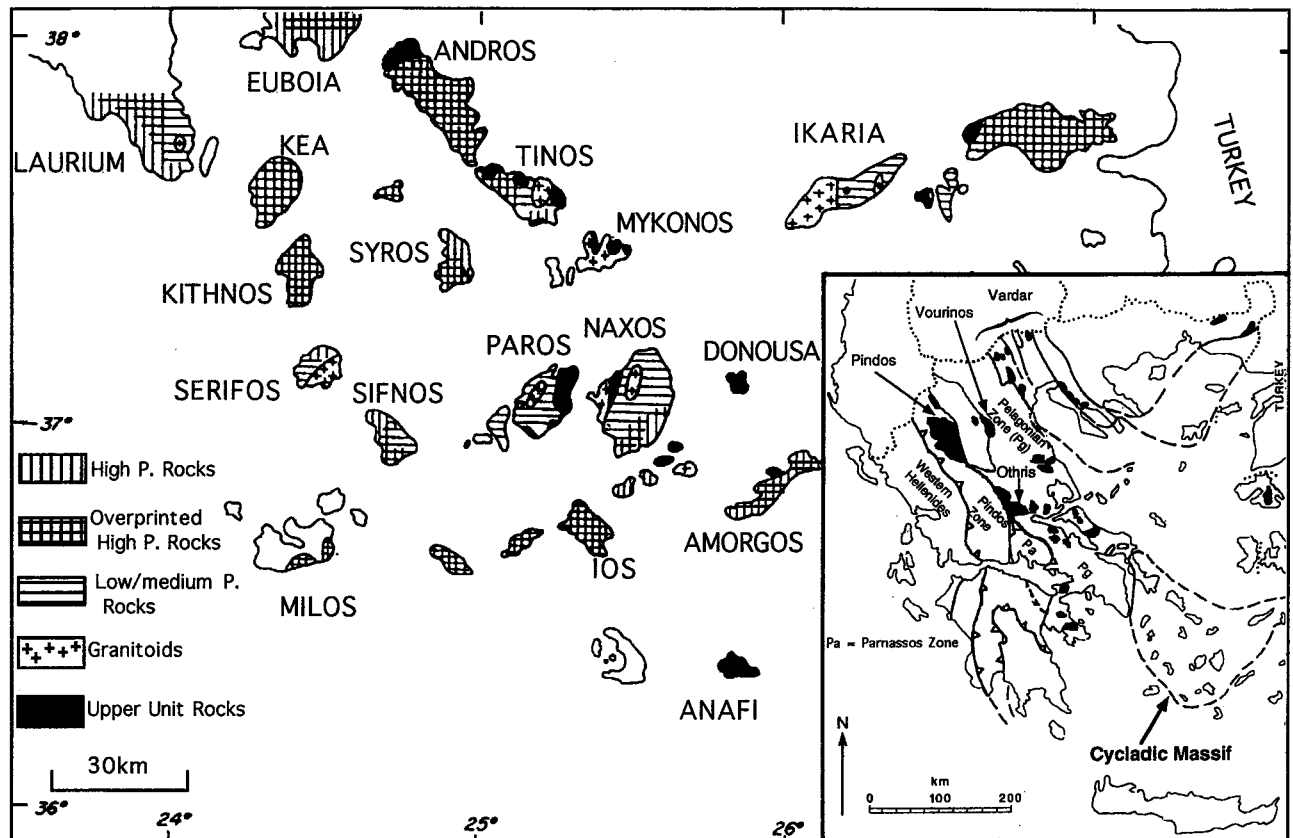 38°
ANDROS
EUBOIA
IKARIA
TURKEY
KEA
LAURIUM
TINOS
MYKONOS
SYROS
KITHNOS
NAXOS
PAROS
DONOUSA
SERIFOS
SIFNOS
37°
High P. Rocks
Overprinted
High P. Rocks
AMORGOS
IOS
Low/medium P.
Rocks
MILOS
Granitoids
Upper Unit Rocks
ANAFI
30km
36°
24°
25°
26°
Vardar
Vourinos
Pindos
TURKEY
Pelagonian
Zone (Pg)
Othris
Western
Hellenides
Pindos
Zone
Pa
Pg
Pa = Parnassos Zone
N
Cycladic Massif
km
0 100 200